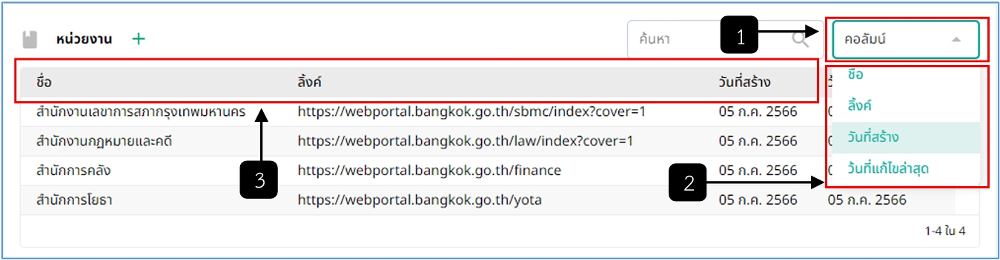 หน่วยงาน + ค้นหา 1 คอลัมน์
ชื่อ ลิ้งค์ วันที่สร้าง
ชื่อ
ลิ้งค์
วันที่สร้าง
วันที่แก้ไขล่าสุด
สำนักงานเลขาการสภากรุงเทพมหานคร https://webportal.bangkok.go.th/sbmc/index?cover=1 05 ก.ค. 2566
สำนักงานกฎหมายและคดี https://webportal.bangkok.go.th/law/index?cover=1 05 ก.ค. 2566
สำนักการคลัง 3 https://webportal.bangkok.go.th/finance 2 05 ก.ค. 2566
สำนักการโยธา https://webportal.bangkok.go.th/yota 05 ก.ค. 2566 05 ก.ค. 2566
1-4 ใน 4